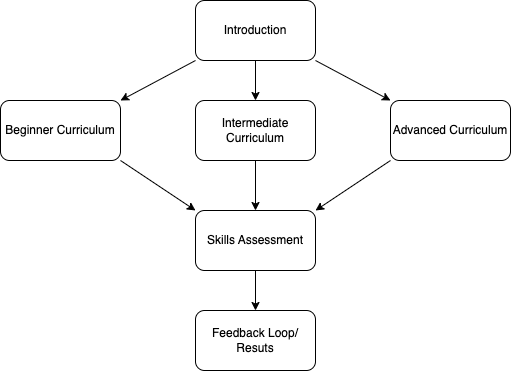 Introduction
Beginner Curriculum
Intermediate
Curriculum
Advanced Curriculum
Skills Assessment
Feedback Loop/
Resuts